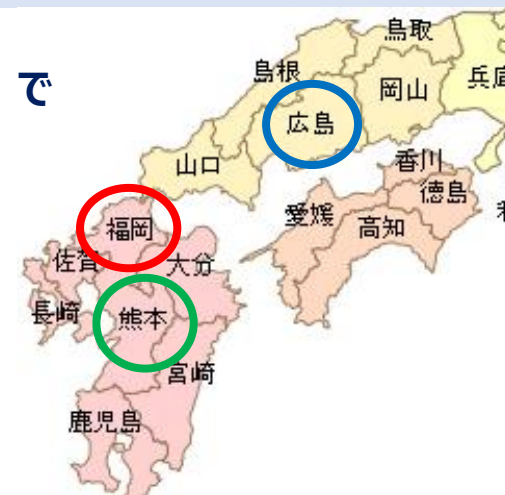 で
鳥取
島根
兵庫
岡山
広島
山口
香川
徳島
愛媛
高知
福岡
佐賀
大分
長崎
熊本
宮崎
鹿児島